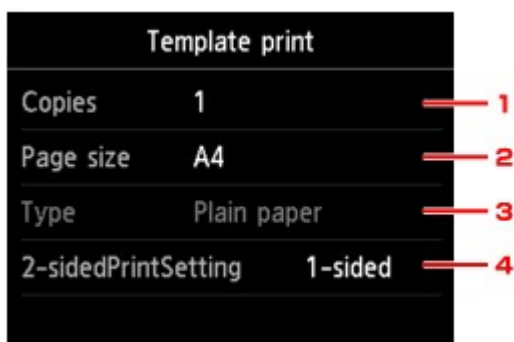 Template print
Copies 1 1
Page size A4 2
Type Plain paper 3
2-sidedPrintSetting 1-sided 4